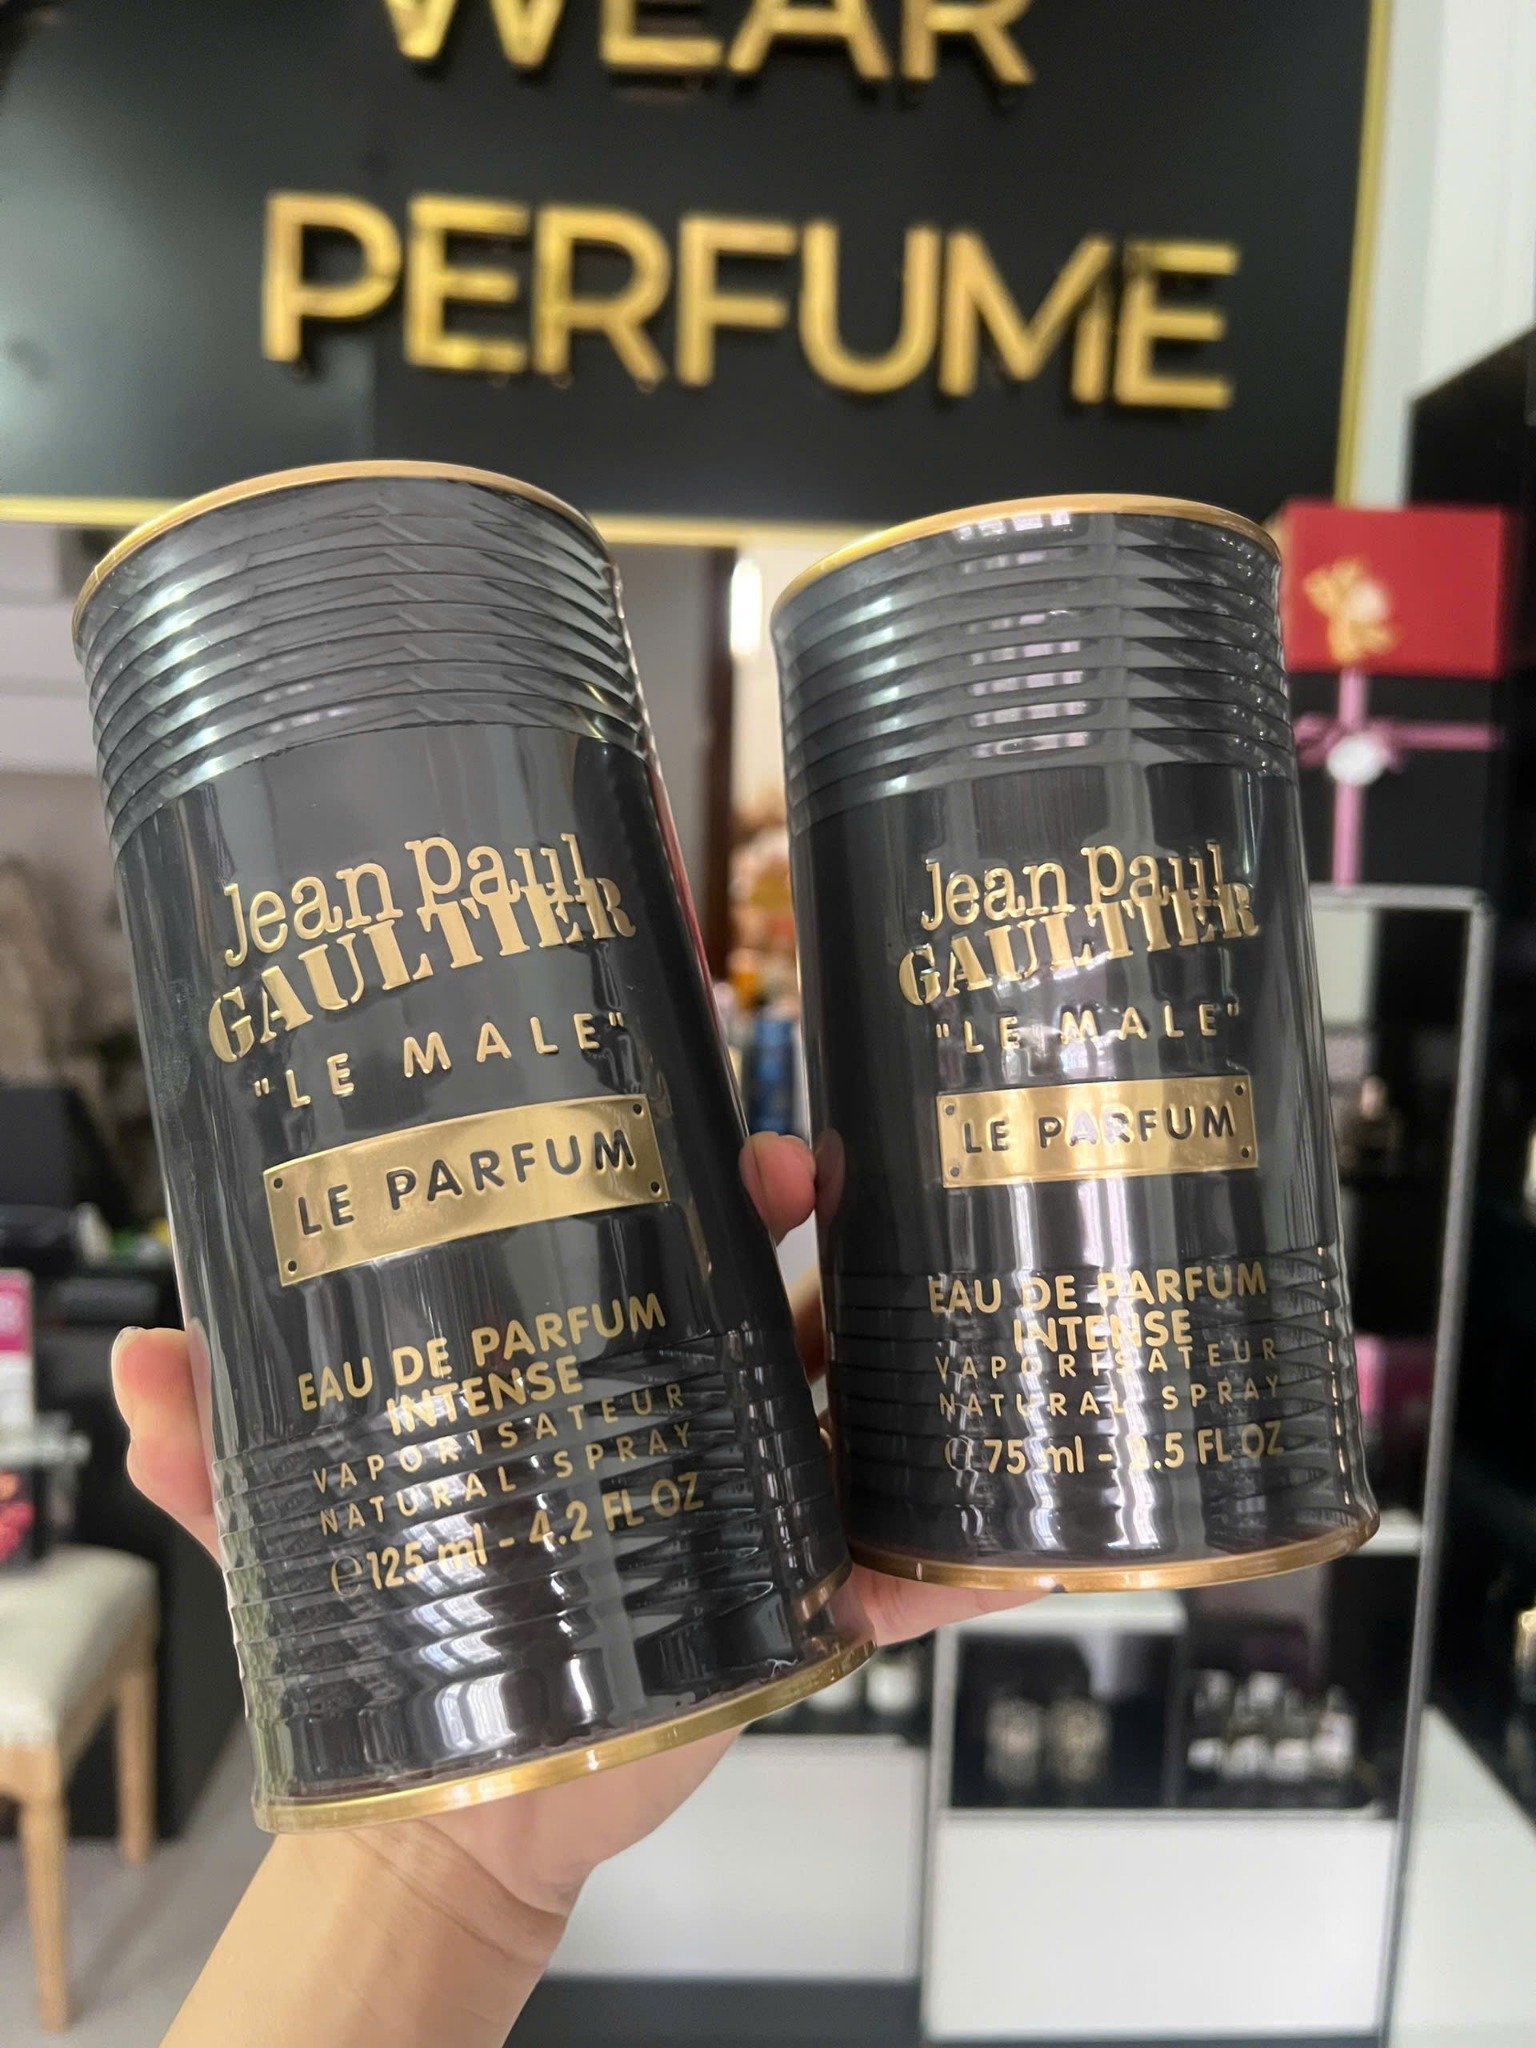 WEAR
PERFUME
Jean Paul
GAULTIER
"LE MALE"
LE PARFUM
EAU DE PARFUM
INTENSE
VAPORISATEUR
NATURAL SPRAY
℮125 ml - 4.2 FL OZ
Jean Paul
GAULTIER
"LE MALE"
LE PARFUM
EAU DE PARFUM
INTENSE
VAPORISATEUR
NATURAL SPRAY
℮75 ml - 2.5 FL OZ